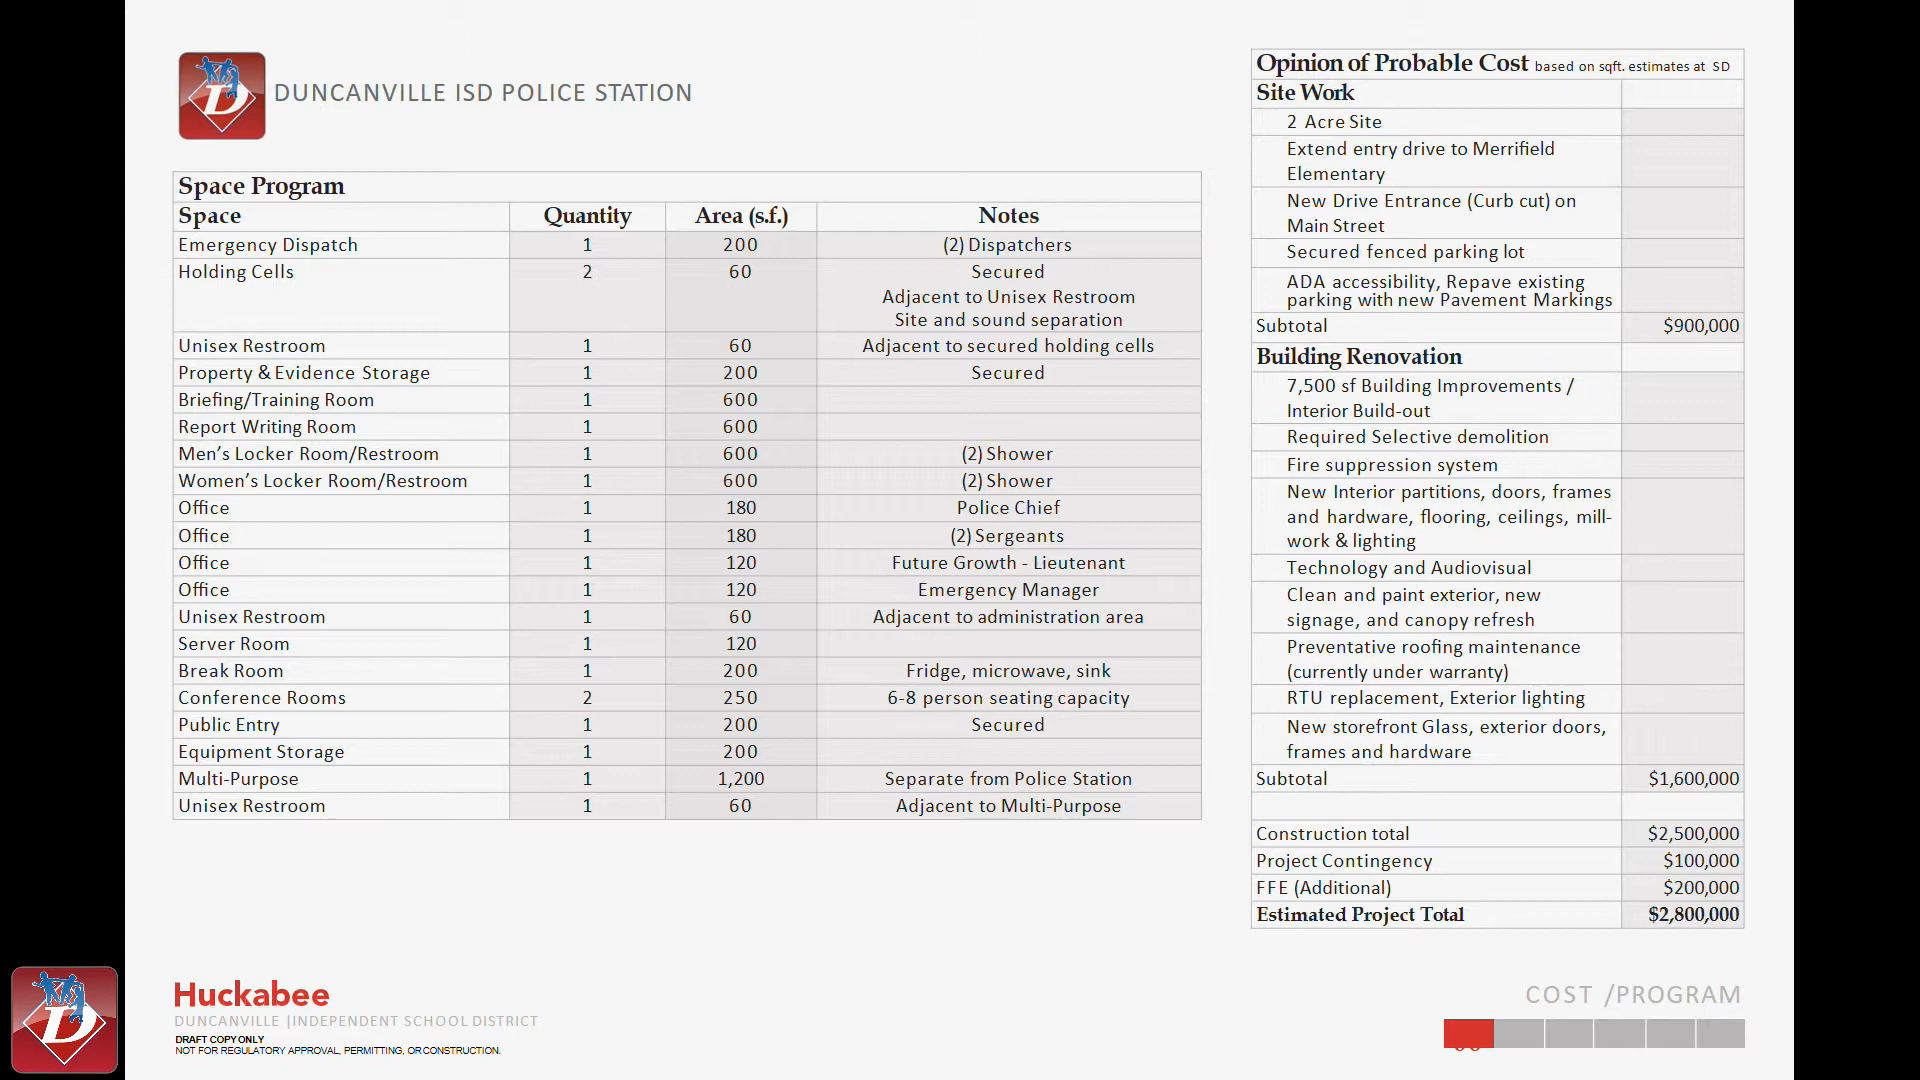 DUNCANVILLE ISD POLICE STATION
Space Program
Space Quantity Area (s.f.) Notes
Emergency Dispatch 1 200 (2) Dispatchers
Holding Cells 2 60 Secured
Adjacent to Unisex Restroom
Site and sound separation
Unisex Restroom 1 60 Adjacent to secured holding cells
Property & Evidence Storage 1 200 Secured
Briefing/Training Room 1 600
Report Writing Room 1 600
Men’s Locker Room/Restroom 1 600 (2) Shower
Women’s Locker Room/Restroom 1 600 (2) Shower
Office 1 180 Police Chief
Office 1 180 (2) Sergeants
Office 1 120 Future Growth - Lieutenant
Office 1 120 Emergency Manager
Unisex Restroom 1 60 Adjacent to administration area
Server Room 1 120
Break Room 1 200 Fridge, microwave, sink
Conference Rooms 2 250 6-8 person seating capacity
Public Entry 1 200 Secured
Equipment Storage 1 200
Multi-Purpose 1 1,200 Separate from Police Station
Unisex Restroom 1 60 Adjacent to Multi-Purpose
Opinion of Probable Cost based on sqft. estimates at SD
Site Work
2 Acre Site
Extend entry drive to Merrifield
Elementary
New Drive Entrance (Curb cut) on
Main Street
Secured fenced parking lot
ADA accessibility, Repave existing
parking with new Pavement Markings
Subtotal $900,000
Building Renovation
7,500 sf Building Improvements /
Interior Build-out
Required Selective demolition
Fire suppression system
New Interior partitions, doors, frames
and hardware, flooring, ceilings, mill-
work & lighting
Technology and Audiovisual
Clean and paint exterior, new
signage, and canopy refresh
Preventative roofing maintenance
(currently under warranty)
RTU replacement, Exterior lighting
New storefront Glass, exterior doors,
frames and hardware
Subtotal $1,600,000
Construction total $2,500,000
Project Contingency $100,000
FFE (Additional) $200,000
Estimated Project Total $2,800,000
D
D
Huckabee
DUNCANVILLE |INDEPENDENT SCHOOL DISTRICT
DRAFT COPY ONLY
NOT FOR REGULATORY APPROVAL, PERMITTING, OR CONSTRUCTION.
COST /PROGRAM